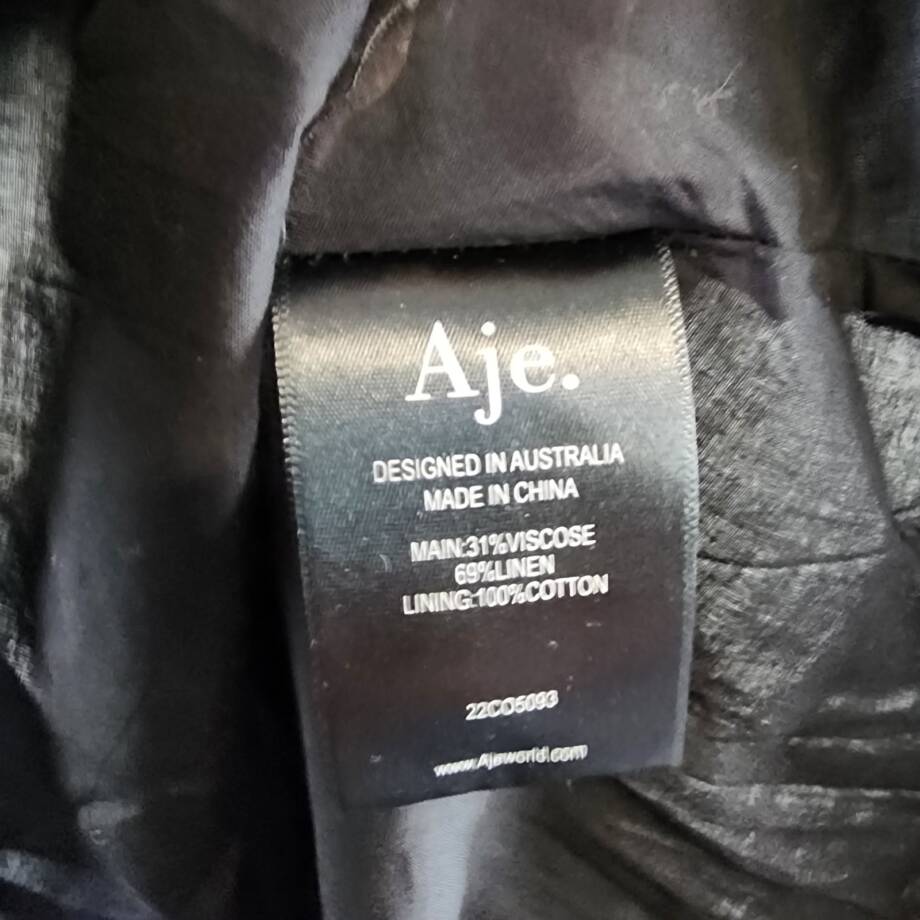 Aje.
DESIGNED IN AUSTRALIA
MADE IN CHINA
MAIN:31%VISCOSE
69%LINEN
LINING:100%COTTON
22CO5093
www.Ajeworld.com